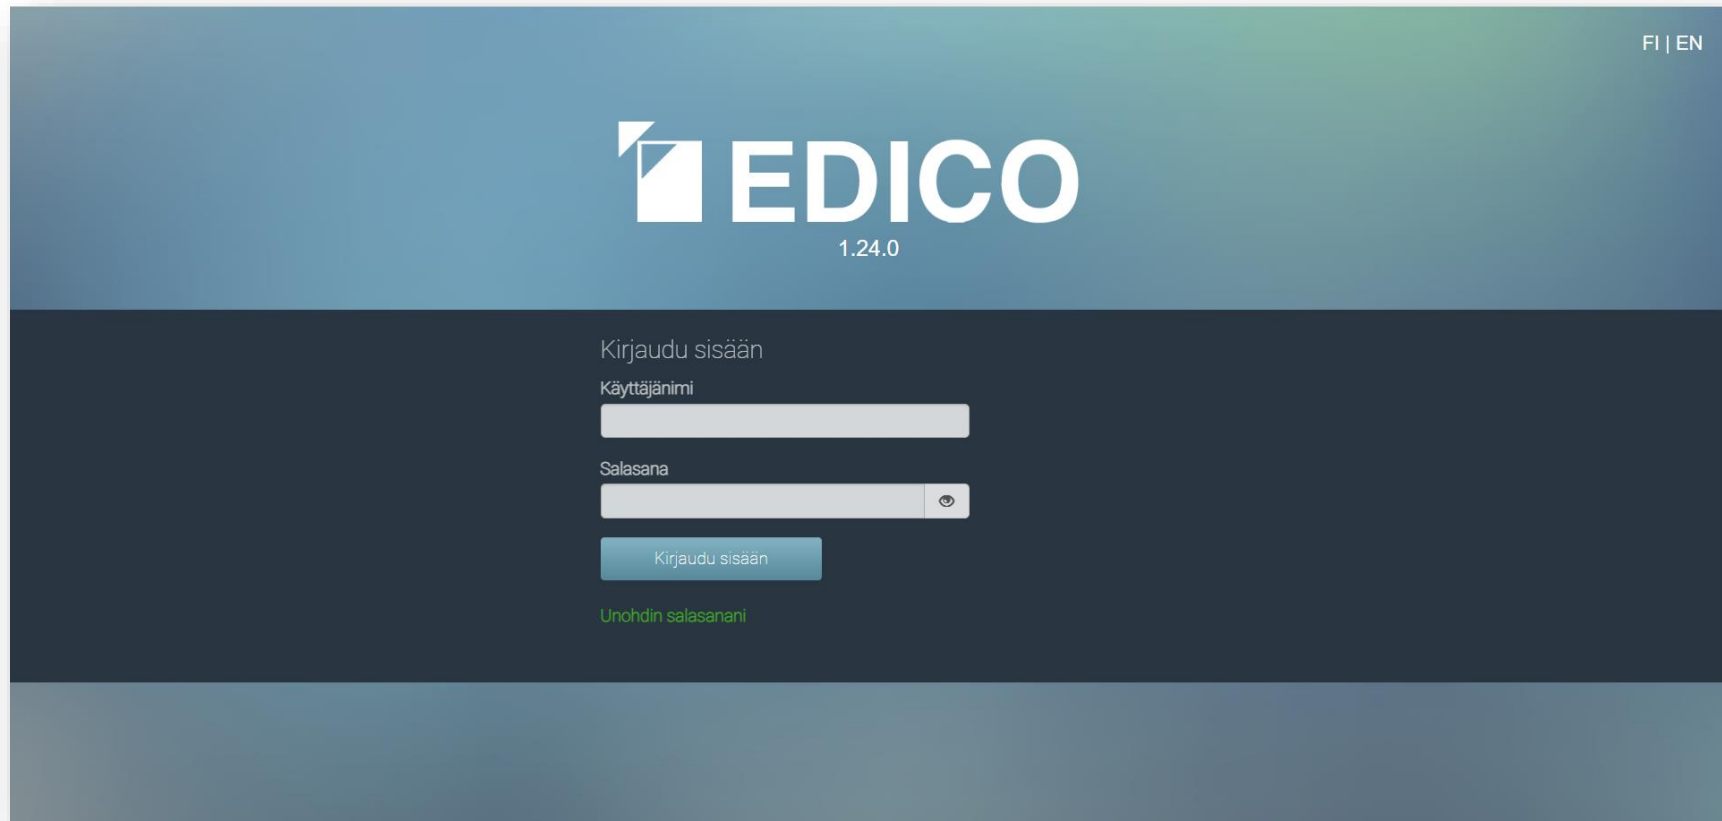 FI | EN
EDICO
1.24.0
Kirjaudu sisään
Käyttäjänimi
Salasana
Kirjaudu sisään
Unohdin salasanani